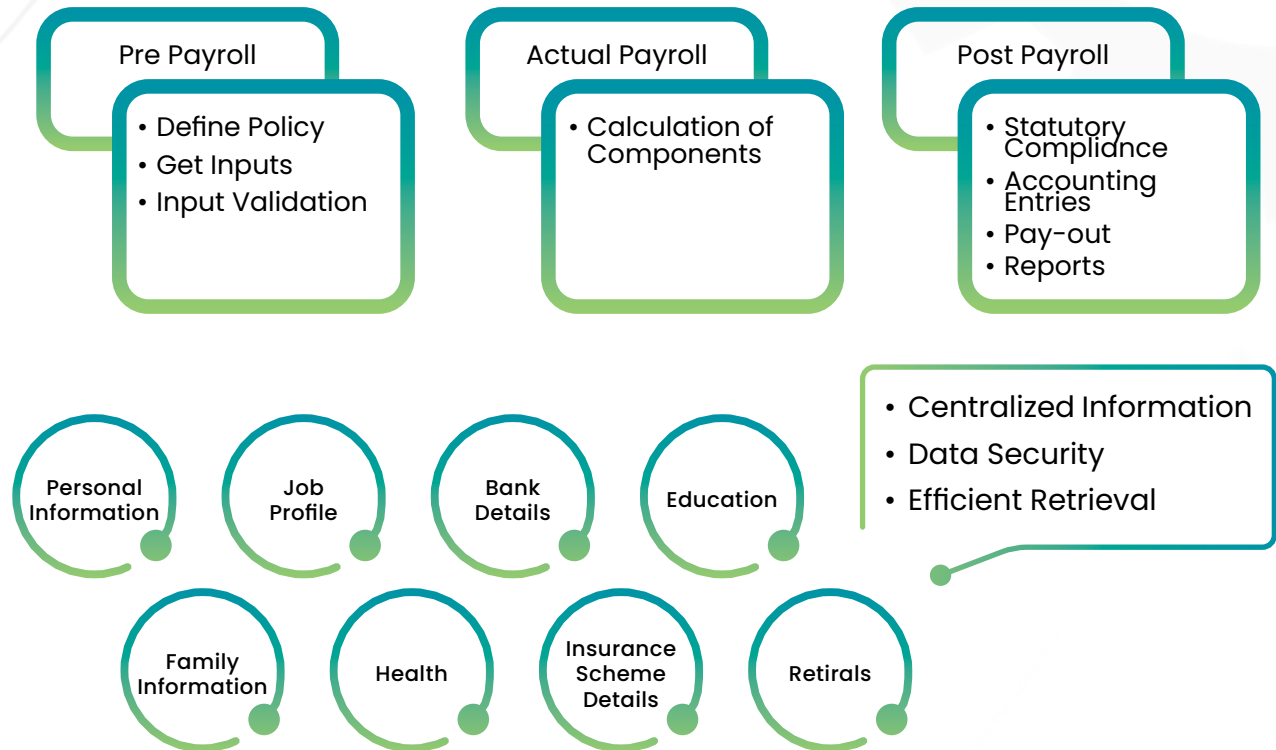 Pre Payroll
• Define Policy
• Get Inputs
• Input Validation
Actual Payroll
• Calculation of
Components
Post Payroll
• Statutory
Compliance
• Accounting
Entries
• Pay-out
• Reports
Personal
Information
Job
Profile
Bank
Details
Education
• Centralized Information
• Data Security
• Efficient Retrieval
Family
Information
Health
Insurance
Scheme
Details
Retirals